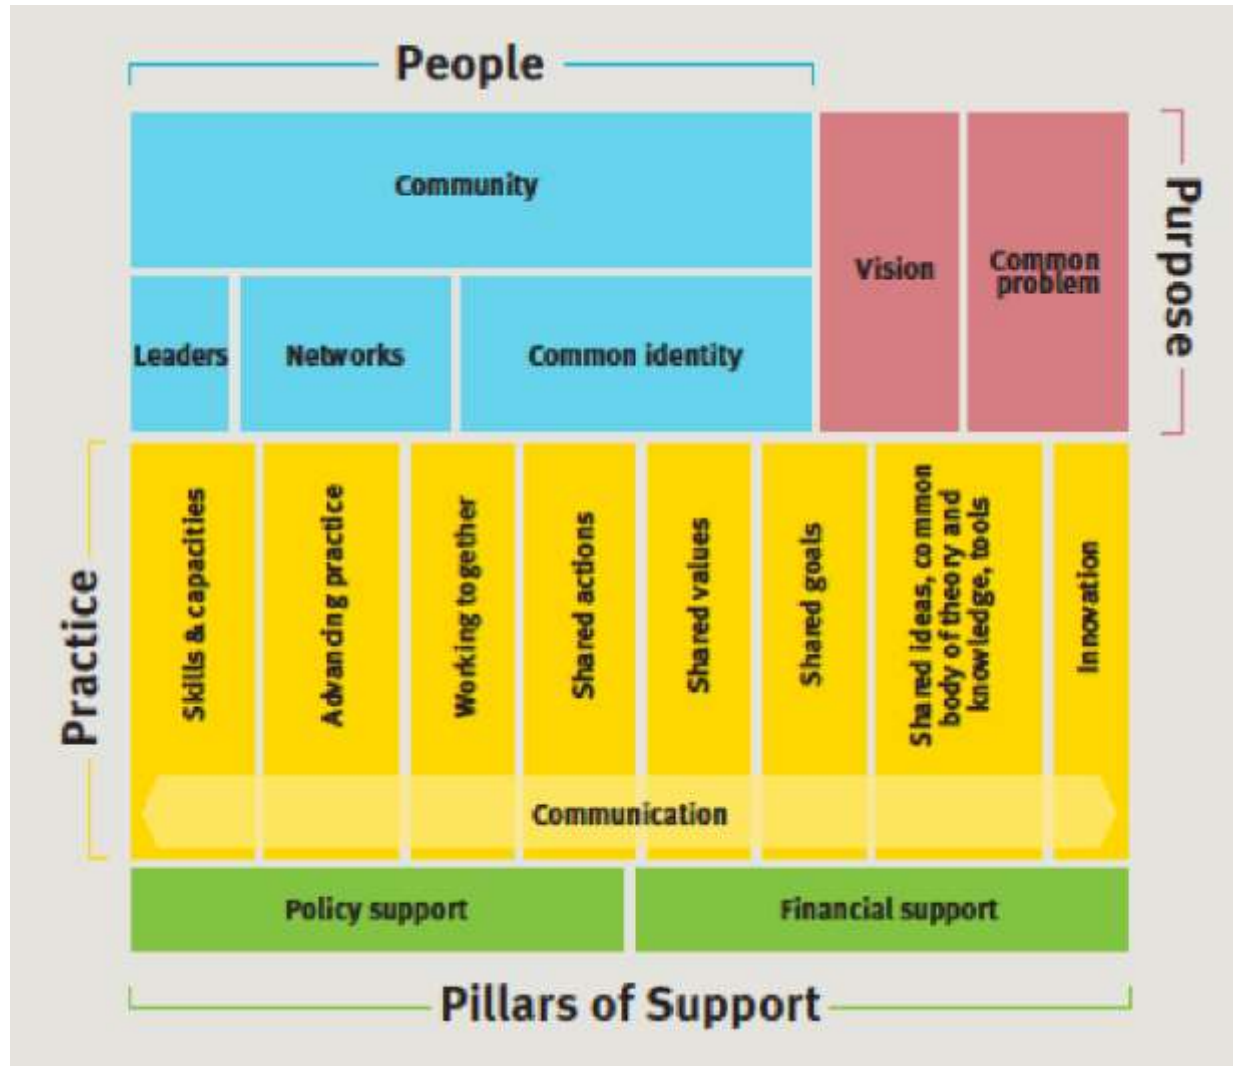 People
Community
Vision
Common
problem
Purpose
Leaders
Networks
Common identity
Practice
Skills & capacities
Advancing practice
Working together
Shared actions
Shared values
Shared goals
Shared ideas, common
body of theory and
knowledge, tools
Innovation
Communication
Policy support
Financial support
Pillars of Support